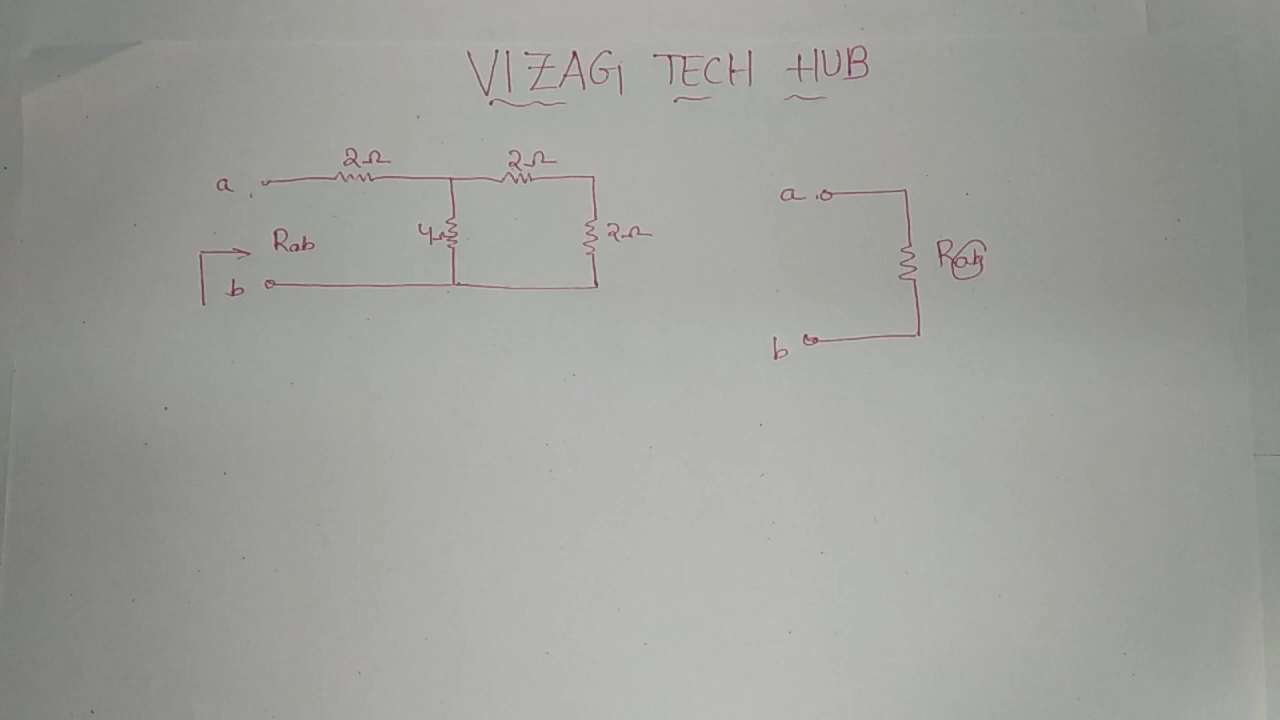 VIZAG TECH HUB
2Ω 2Ω
a
4Ω 2Ω
Rab
b
a
Rab
b